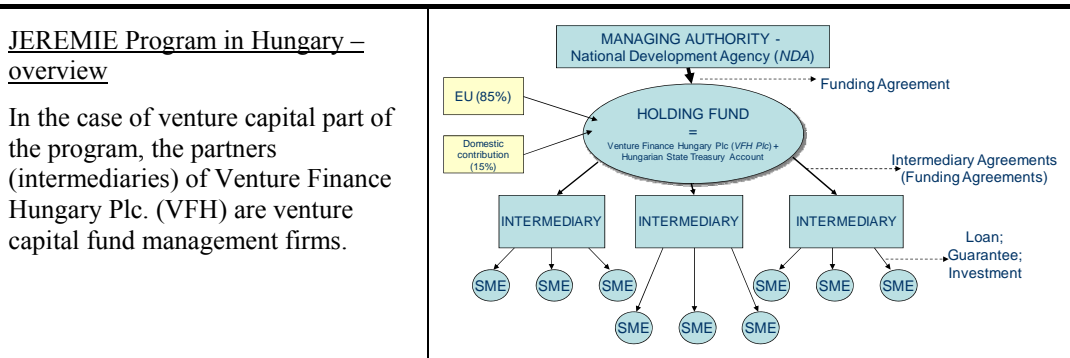 JEREMIE Program in Hungary –
overview
In the case of venture capital part of
the program, the partners
(intermediaries) of Venture Finance
Hungary Plc. (VFH) are venture
capital fund management firms.
MANAGING AUTHORITY -
National Development Agency (NDA)
Funding Agreement
EU (85%)
HOLDING FUND
=
Venture Finance Hungary Plc (VFH Plc) +
Hungarian State Treasury Account
Domestic
contribution
(15%)
Intermediary Agreements
(Funding Agreements)
INTERMEDIARY
INTERMEDIARY
INTERMEDIARY
Loan;
Guarantee;
Investment
SME
SME
SME
SME
SME
SME
SME
SME
SME